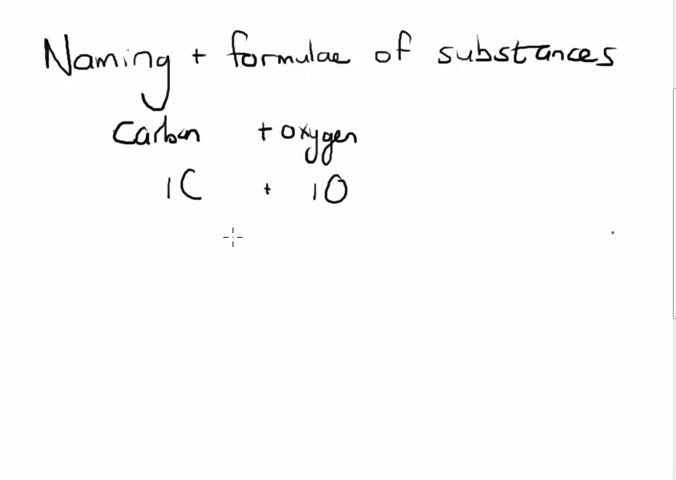 Naming + formulae of substances
Carbon + oxygen
1C + 1O